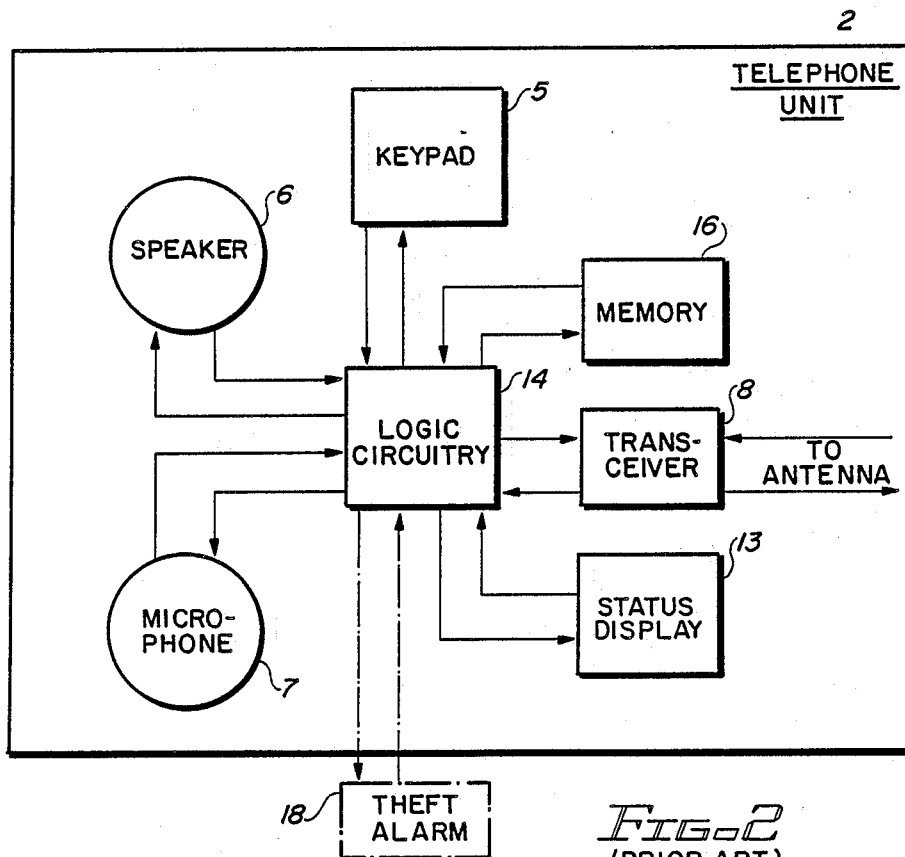 2
TELEPHONE
UNIT
5
KEYPAD
6
SPEAKER
16
MEMORY
14
LOGIC
CIRCUITRY
8
TRANS-
CEIVER
TO
ANTENNA
13
STATUS
DISPLAY
MICRO-
PHONE
7
18
THEFT
ALARM
FIG-2
(PRIOR ART)